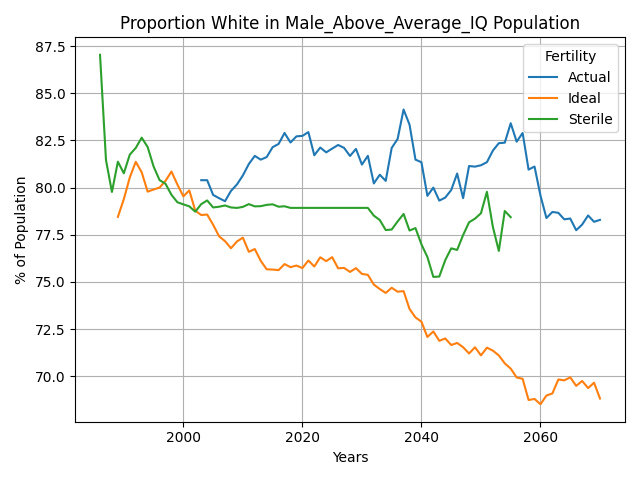 Proportion White in Male_Above_Average_IQ Population
87.5
85.0
82.5
80.0
77.5
75.0
72.5
70.0
% of Population
Fertility
Actual
Ideal
Sterile
2000
2020
2040
2060
Years